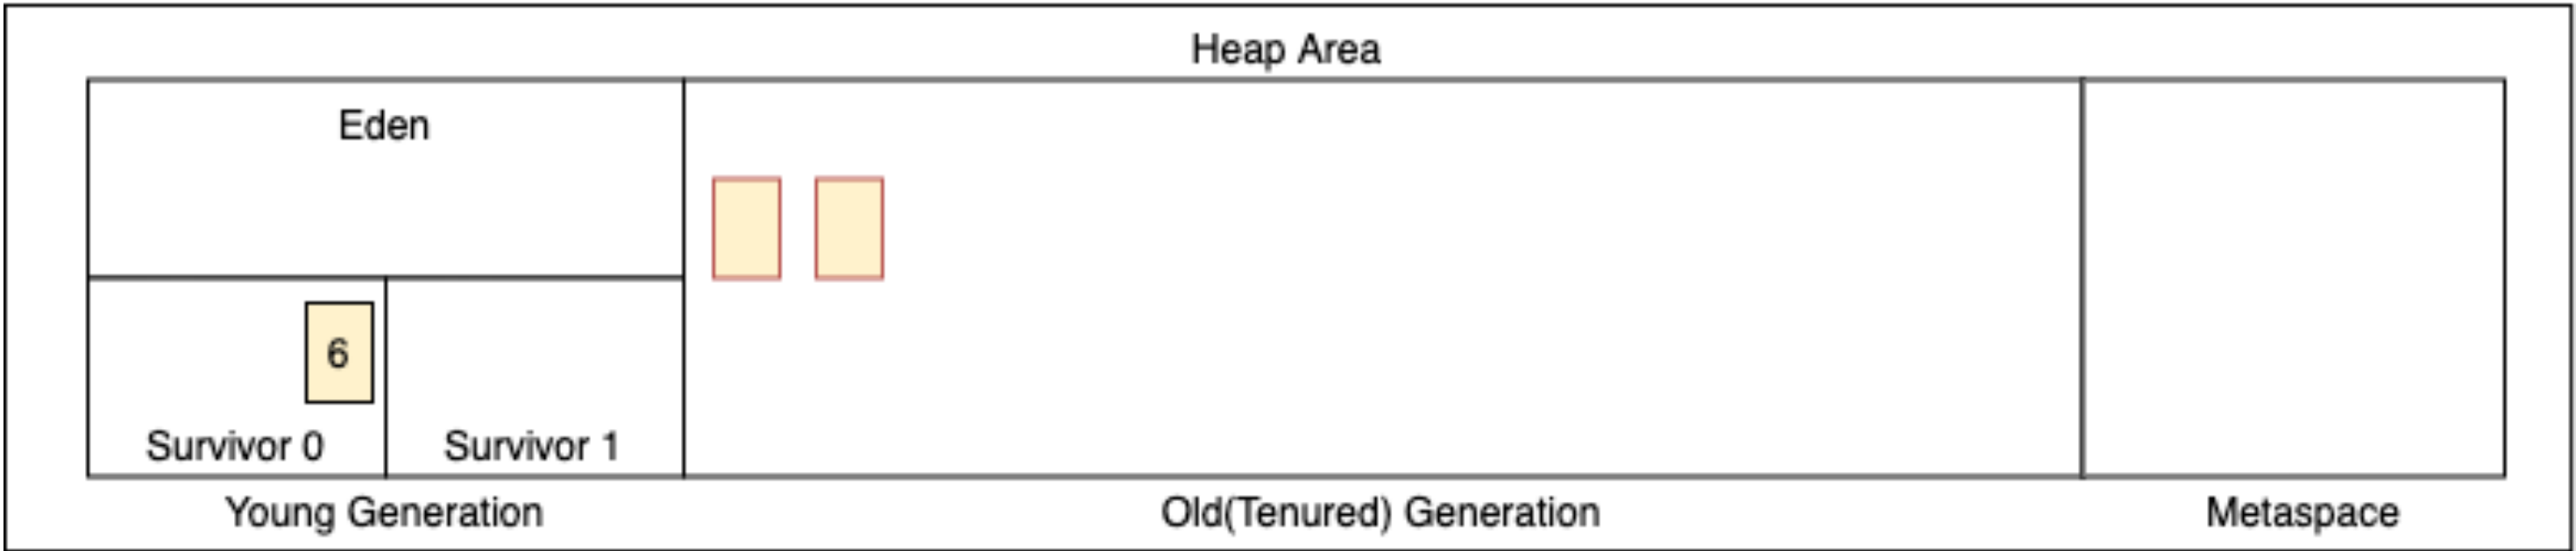 Heap Area
Eden
6
Survivor 0
Survivor 1
Young Generation
Old(Tenured) Generation
Metaspace